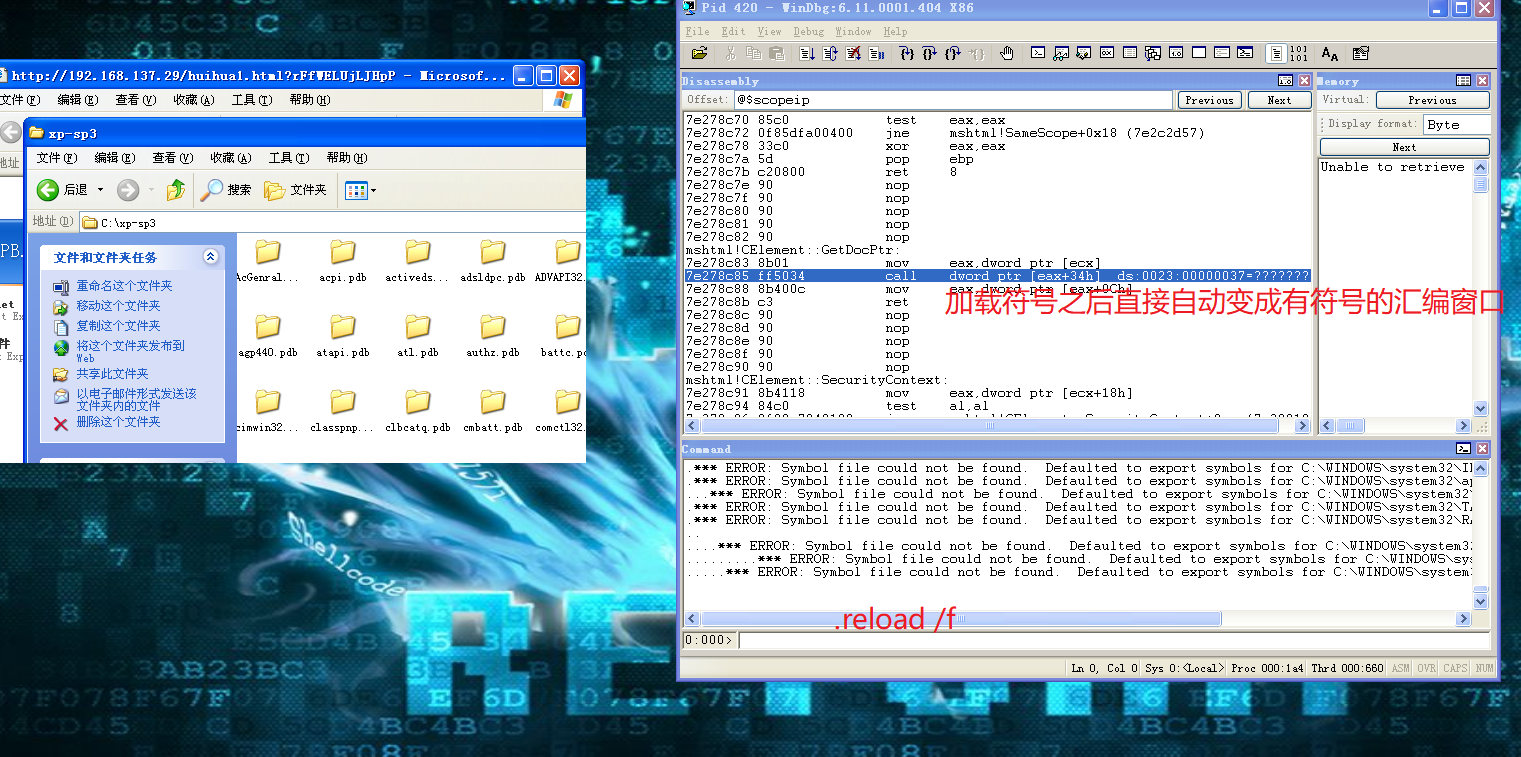 http://192.168.137.29/huihua1.html?rFfWELUjLJHpP - Microsof...
文件(F) 编辑(E) 查看(V) 收藏(A) 工具(T) 帮助(H)
xp-sp3
文件(F) 编辑(E) 查看(V) 收藏(A) 工具(T) 帮助(H)
后退 搜索 文件夹
地址(D) C:\xp-sp3
文件和文件夹任务
重命名这个文件夹
移动这个文件夹
复制这个文件夹
将这个文件夹发布到
Web
共享此文件夹
以电子邮件形式发送该
文件夹内的文件
删除这个文件夹
AcGenral... acpi.pdb activeds... adsldpc.pdb ADVAPI32.
agp440.pdb atapi.pdb atl.pdb authz.pdb battc.pd
cimwin32... classpnp... clbcatq.pdb cmbatt.pdb comctl32.
Pid 420 - WinDbg:6.11.0001.404 X86
File Edit View Debug Window Help
Disassembly
Offset: @$scopeip Previous Next
7e278c70 85c0 test eax,eax
7e278c72 0f85dfa00400 jne mshtml!SameScope+0x18 (7e2c2d57)
7e278c78 33c0 xor eax,eax
7e278c7a 5d pop ebp
7e278c7b c20800 ret 8
7e278c7e 90 nop
7e278c7f 90 nop
7e278c80 90 nop
7e278c81 90 nop
7e278c82 90 nop
mshtml!CElement::GetDocPtr:
7e278c83 8b01 mov eax,dword ptr [ecx]
7e278c85 ff5034 call dword ptr [eax+34h] ds:0023:00000037=???????
7e278c88 8b400c mov eax,dword ptr [eax+0Ch]
7e278c8b c3 ret
7e278c8c 90 nop
7e278c8d 90 nop
7e278c8e 90 nop
7e278c8f 90 nop
7e278c90 90 nop
mshtml!CElement::SecurityContext:
7e278c91 8b4118 mov eax,dword ptr [ecx+18h]
7e278c94 84c0 test al,al
加载符号之后直接自动变成有符号的汇编窗口
Memory
Virtual: Previous
Display format: Byte
Next
Unable to retrieve
Command
.*** ERROR: Symbol file could not be found. Defaulted to export symbols for C:\WINDOWS\system32\I
.*** ERROR: Symbol file could not be found. Defaulted to export symbols for C:\WINDOWS\system32\ap
...*** ERROR: Symbol file could not be found. Defaulted to export symbols for C:\WINDOWS\system32\
.*** ERROR: Symbol file could not be found. Defaulted to export symbols for C:\WINDOWS\system32\TA
.*** ERROR: Symbol file could not be found. Defaulted to export symbols for C:\WINDOWS\system32\RA
..
....*** ERROR: Symbol file could not be found. Defaulted to export symbols for C:\WINDOWS\system3
.........*** ERROR: Symbol file could not be found. Defaulted to export symbols for C:\WINDOWS
.....*** ERROR: Symbol file could not be found. Defaulted to export symbols for C:\WINDOWS\system
.reload /f
0:000>
Ln 0, Col 0 Sys 0:<Local> Proc 000:1a4 Thrd 000:660 ASM OVR CAPS NUM
Shellcode